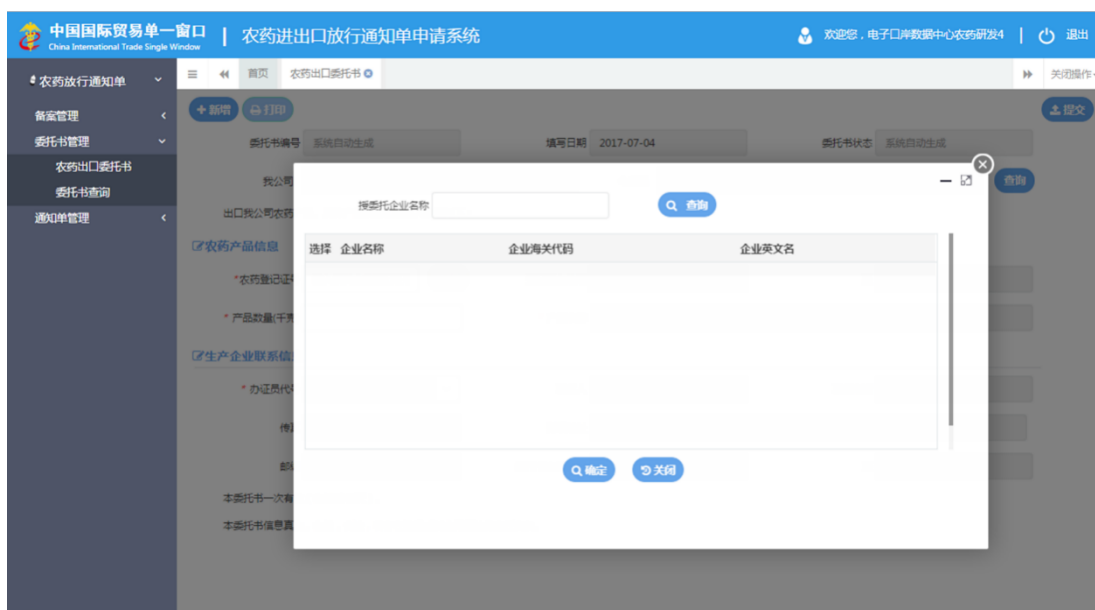 中国国际贸易单一窗口 | 农药进出口放行通知单申请系统 欢迎您，电子口岸数据中心农药研发4 | 退出
China International Trade Single Window
农药放行通知单
首页 农药出口委托书 关闭操作
备案管理
新增 打印 提交
委托书管理
委托书编号 系统自动生成 填写日期 2017-07-04 委托书状态 系统自动生成
农药出口委托书
委托书查询
我公司 查询
通知单管理
出口我公司农药
授委托企业名称 查询
农药产品信息
选择 企业名称 企业海关代码 企业英文名
*农药登记证
* 产品数量(千克
生产企业联系信
* 办证员代
确定 关闭
本委托书一次有
本委托书信息真